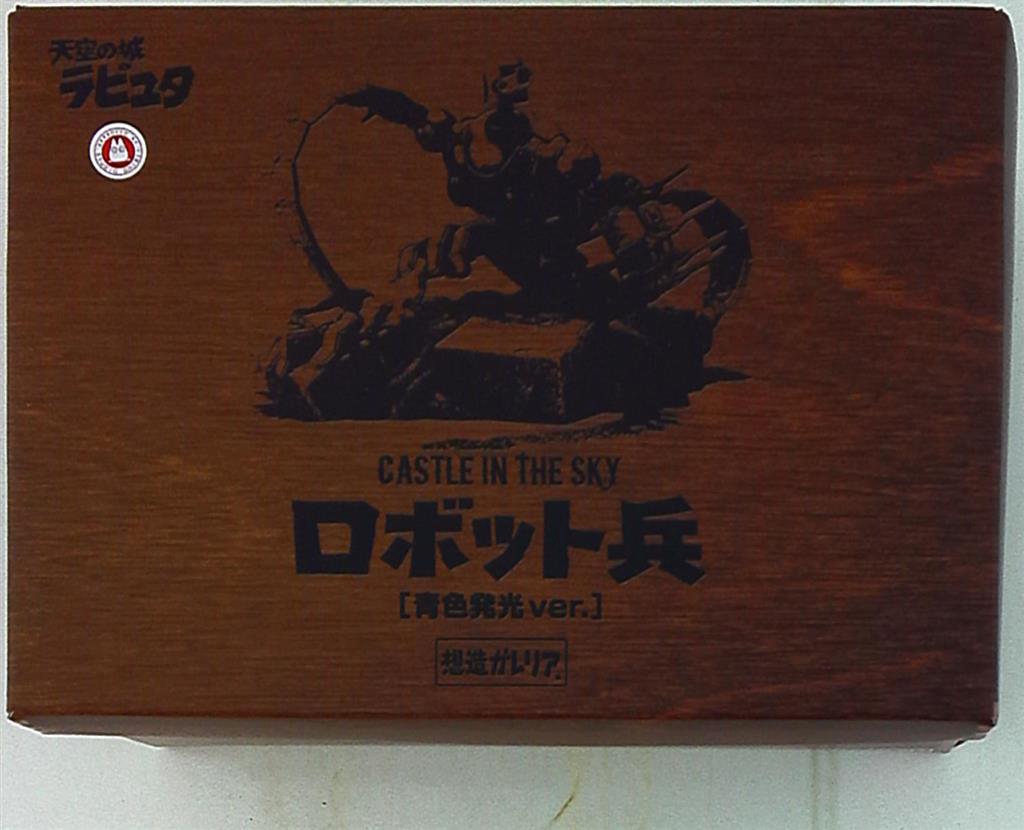 天空の城
ラピュタ
CASTLE IN THE SKY
ロボット兵
[青色発光ver.]
想造ガレリア